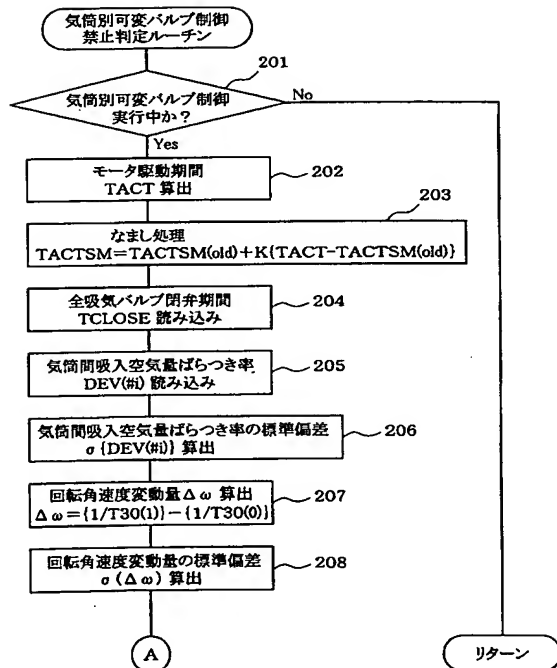 気筒別可変バルブ制御
禁止判定ルーチン
201
気筒別可変バルブ制御
実行中か？
No
Yes
モータ駆動期間
TACT 算出
202
203
なまし処理
TACTSM=TACTSM(old)+K{TACT-TACTSM(old)}
全吸気バルブ閉弁期間
TCLOSE 読み込み
204
気筒間吸入空気量ばらつき率
DEV(#i) 読み込み
205
気筒間吸入空気量ばらつき率の標準偏差
σ{DEV(#i)} 算出
206
回転角速度変動量Δω 算出
Δω={1/T30(1)}-{1/T30(0)}
207
回転角速度変動量の標準偏差
σ(Δω) 算出
208
A
リターン